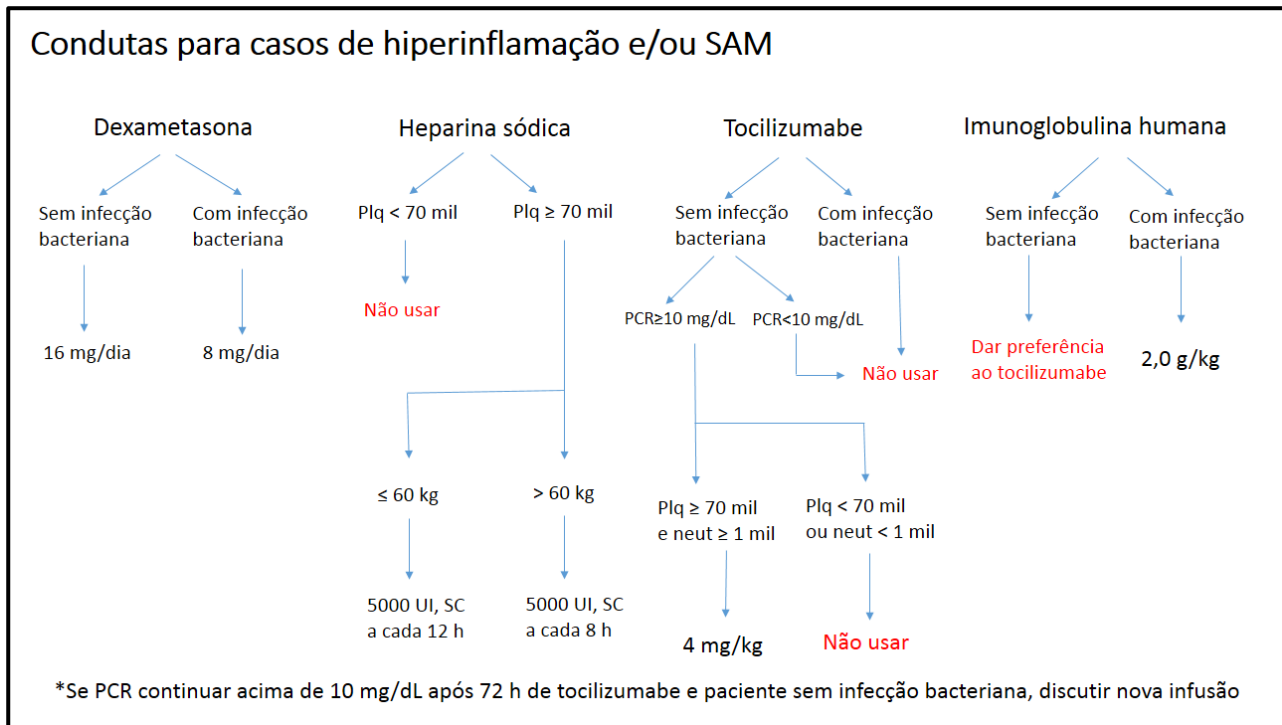 Condutas para casos de hiperinflamação e/ou SAM
Dexametasona
Sem infecção
bacteriana
Com infecção
bacteriana
16 mg/dia
8 mg/dia
Heparina sódica
Plq < 70 mil
Plq ≥ 70 mil
Não usar
≤ 60 kg
> 60 kg
5000 UI, SC
a cada 12 h
5000 UI, SC
a cada 8 h
Tocilizumabe
Sem infecção
bacteriana
Com infecção
bacteriana
PCR≥10 mg/dL
PCR<10 mg/dL
Não usar
Plq ≥ 70 mil
e neut ≥ 1 mil
Plq < 70 mil
ou neut < 1 mil
4 mg/kg
Não usar
Imunoglobulina humana
Sem infecção
bacteriana
Com infecção
bacteriana
Dar preferência
ao tocilizumabe
2,0 g/kg
*Se PCR continuar acima de 10 mg/dL após 72 h de tocilizumabe e paciente sem infecção bacteriana, discutir nova infusão